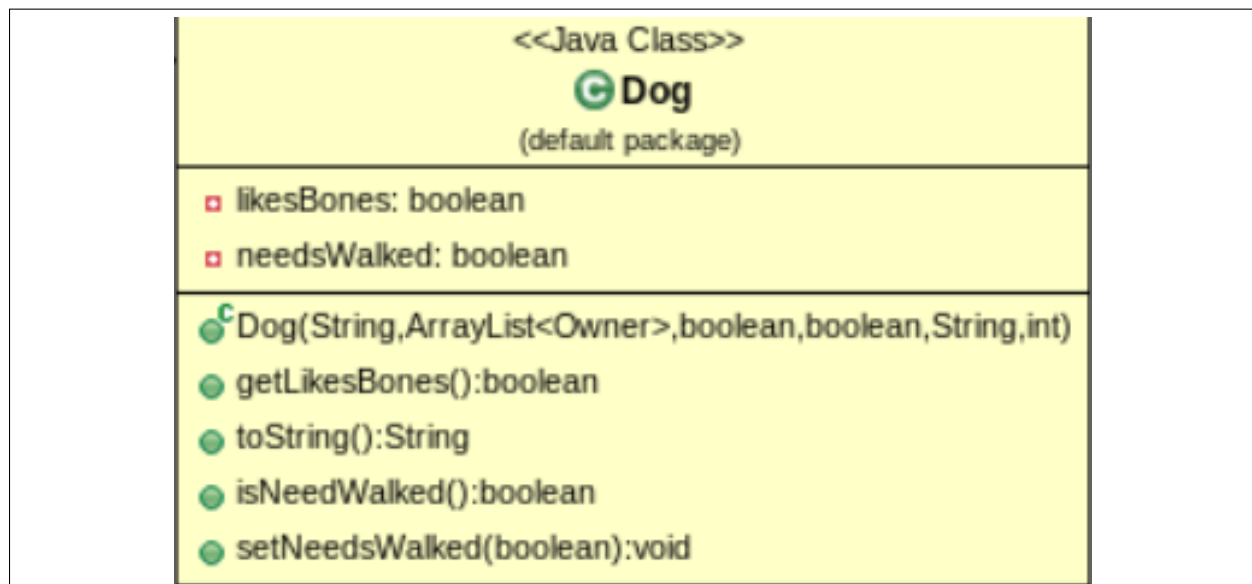 <<Java Class>>
C Dog
(default package)
likesBones: boolean
needsWalked: boolean
C Dog(String,ArrayList<Owner>,boolean,boolean,String,int)
getLikesBones():boolean
toString():String
isNeedWalked():boolean
setNeedsWalked(boolean):void